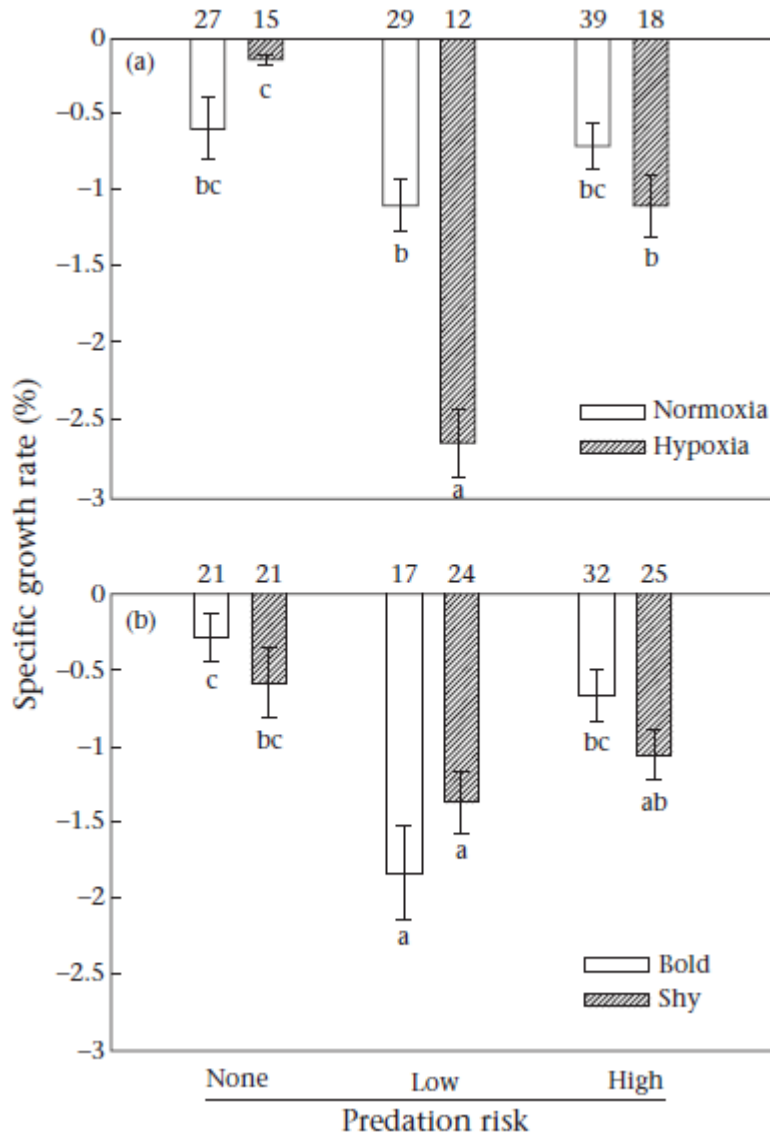 27 15 29 12 39 18
0
(a)
c
−0.5
bc bc
−1
b b
−1.5
−2
Normoxia
−2.5
Hypoxia
a
−3
Specific growth rate (%)
21 21 17 24 32 25
0
(b)
−0.5
c
bc bc
−1
ab
−1.5
a
−2
a
−2.5
Bold
Shy
−3
None Low High
Predation risk